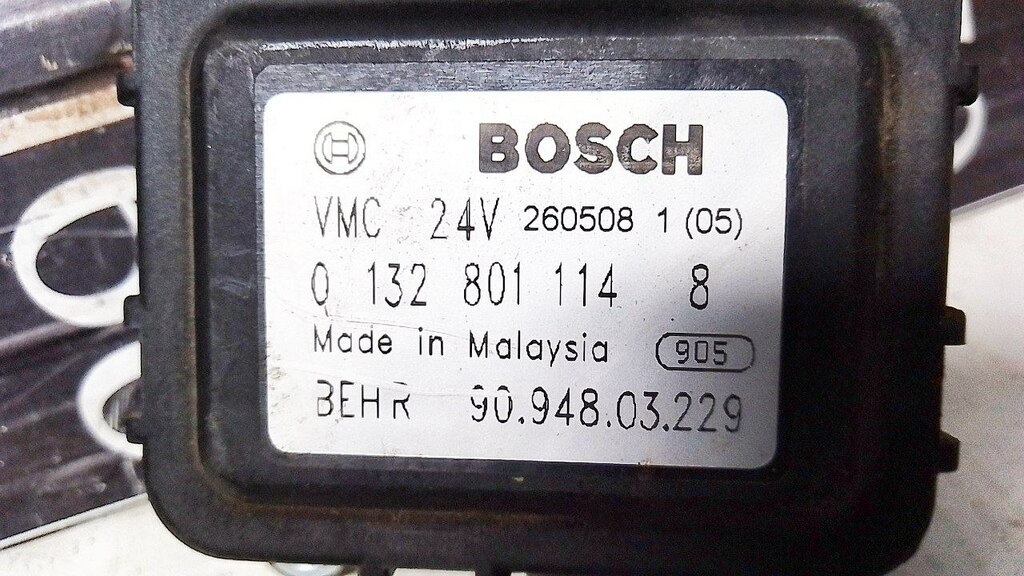 BOSCH
VMC 24V 260508 1 (05)
0 132 801 114 8
Made in Malaysia 905
BEHR 90.948.03.229